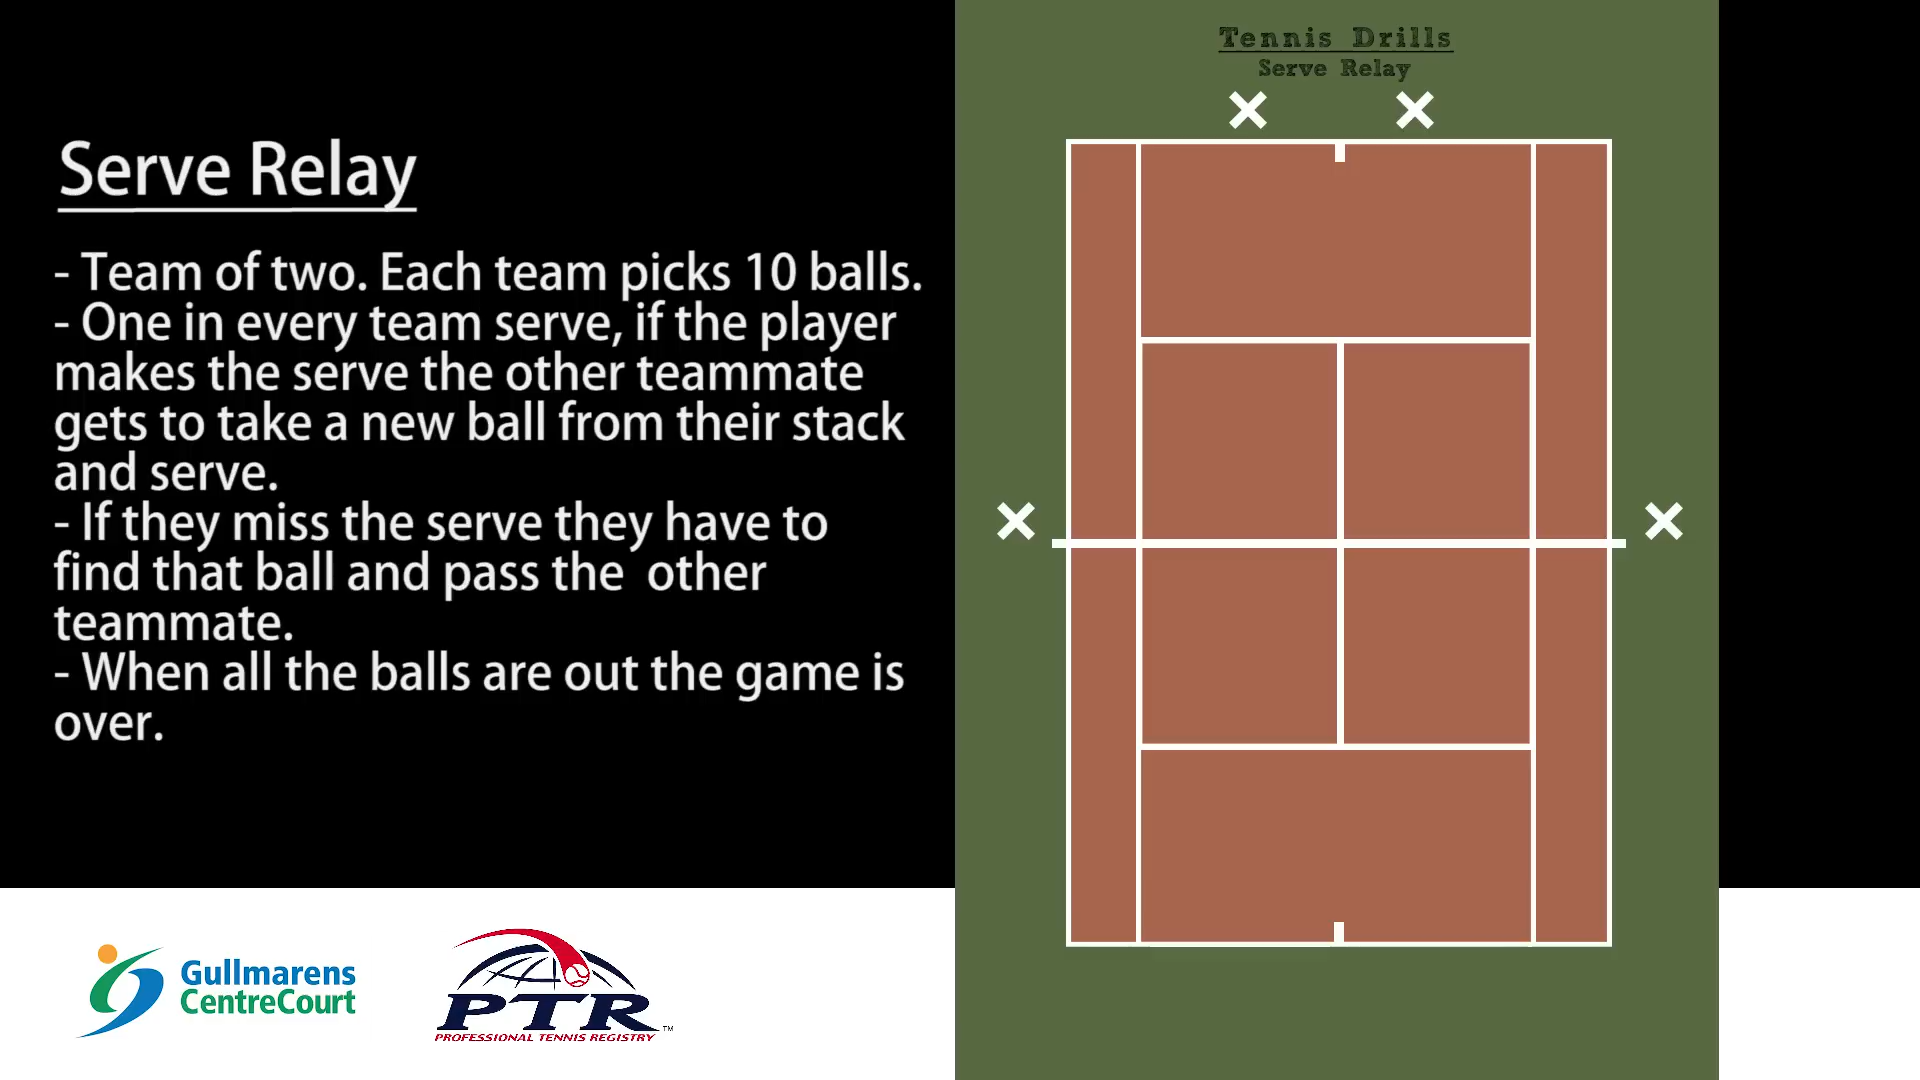 Tennis Drills
Serve Relay
Serve Relay
- Team of two. Each team picks 10 balls.
- One in every team serve, if the player
makes the serve the other teammate
gets to take a new ball from their stack
and serve.
- If they miss the serve they have to
find that ball and pass the  other
teammate.
- When all the balls are out the game is
over.
Gullmarens
CentreCourt
PTR™
PROFESSIONAL TENNIS REGISTRY